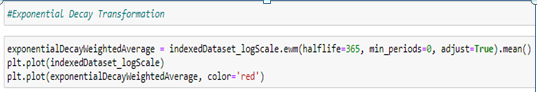 #Exponential Decay Transformation
exponentialDecayWeightedAverage = indexedDataset_logScale.ewm(halflife=365, min_periods=0, adjust=True).mean()
plt.plot(indexedDataset_logScale)
plt.plot(exponentialDecayWeightedAverage, color='red')